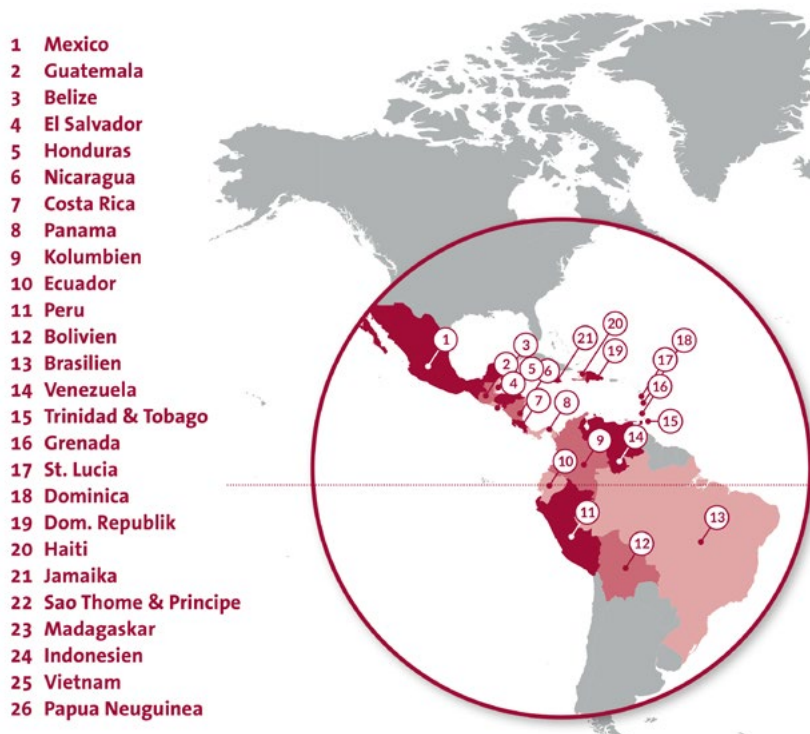 1 Mexico
2 Guatemala
3 Belize
4 El Salvador
5 Honduras
6 Nicaragua
7 Costa Rica
8 Panama
9 Kolumbien
10 Ecuador
11 Peru
12 Bolivien
13 Brasilien
14 Venezuela
15 Trinidad & Tobago
16 Grenada
17 St. Lucia
18 Dominica
19 Dom. Republik
20 Haiti
21 Jamaika
22 Sao Thome & Principe
23 Madagaskar
24 Indonesien
25 Vietnam
26 Papua Neuguinea
18
20
17
21
3
1
19
2
5
6
16
4
7
8
15
9
14
10
11
13
12